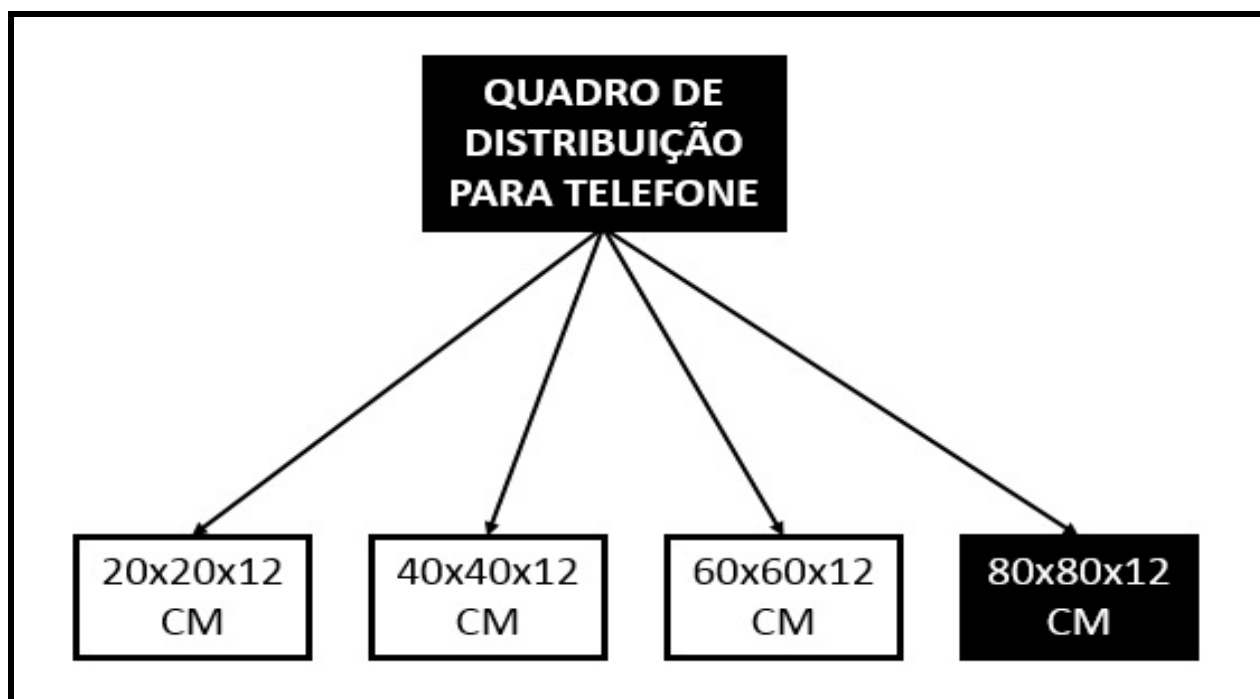 QUADRO DE
DISTRIBUIÇÃO
PARA TELEFONE
20x20x12
CM
40x40x12
CM
60x60x12
CM
80x80x12
CM